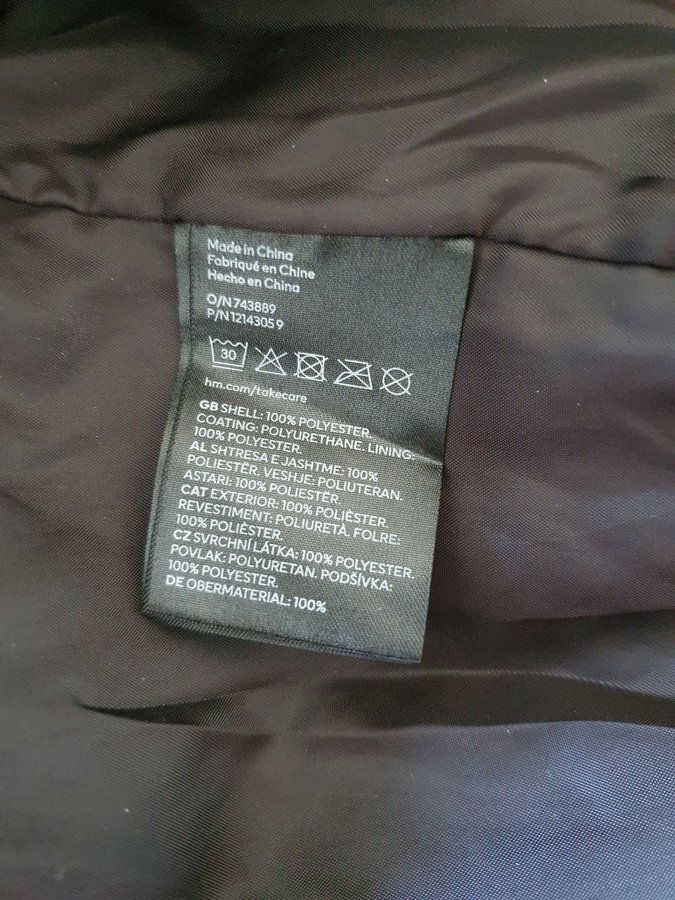 Made in China
Fabriqué en Chine
Hecho en China
O/N 743889
P/N 12143059
30
hm.com/takecare
GB SHELL: 100% POLYESTER.
COATING: POLYURETHANE. LINING:
100% POLYESTER.
AL SHTRESA E JASHTME: 100%
POLIESTËR. VESHJE: POLIUTERAN.
ASTARI: 100% POLIESTËR.
CAT EXTERIOR: 100% POLIÈSTER.
REVESTIMENT: POLIURETÀ. FOLRE:
100% POLIÈSTER.
CZ SVRCHNÍ LÁTKA: 100% POLYESTER.
POVLAK: POLYURETAN. PODŠÍVKA:
100% POLYESTER.
DE OBERMATERIAL: 100%